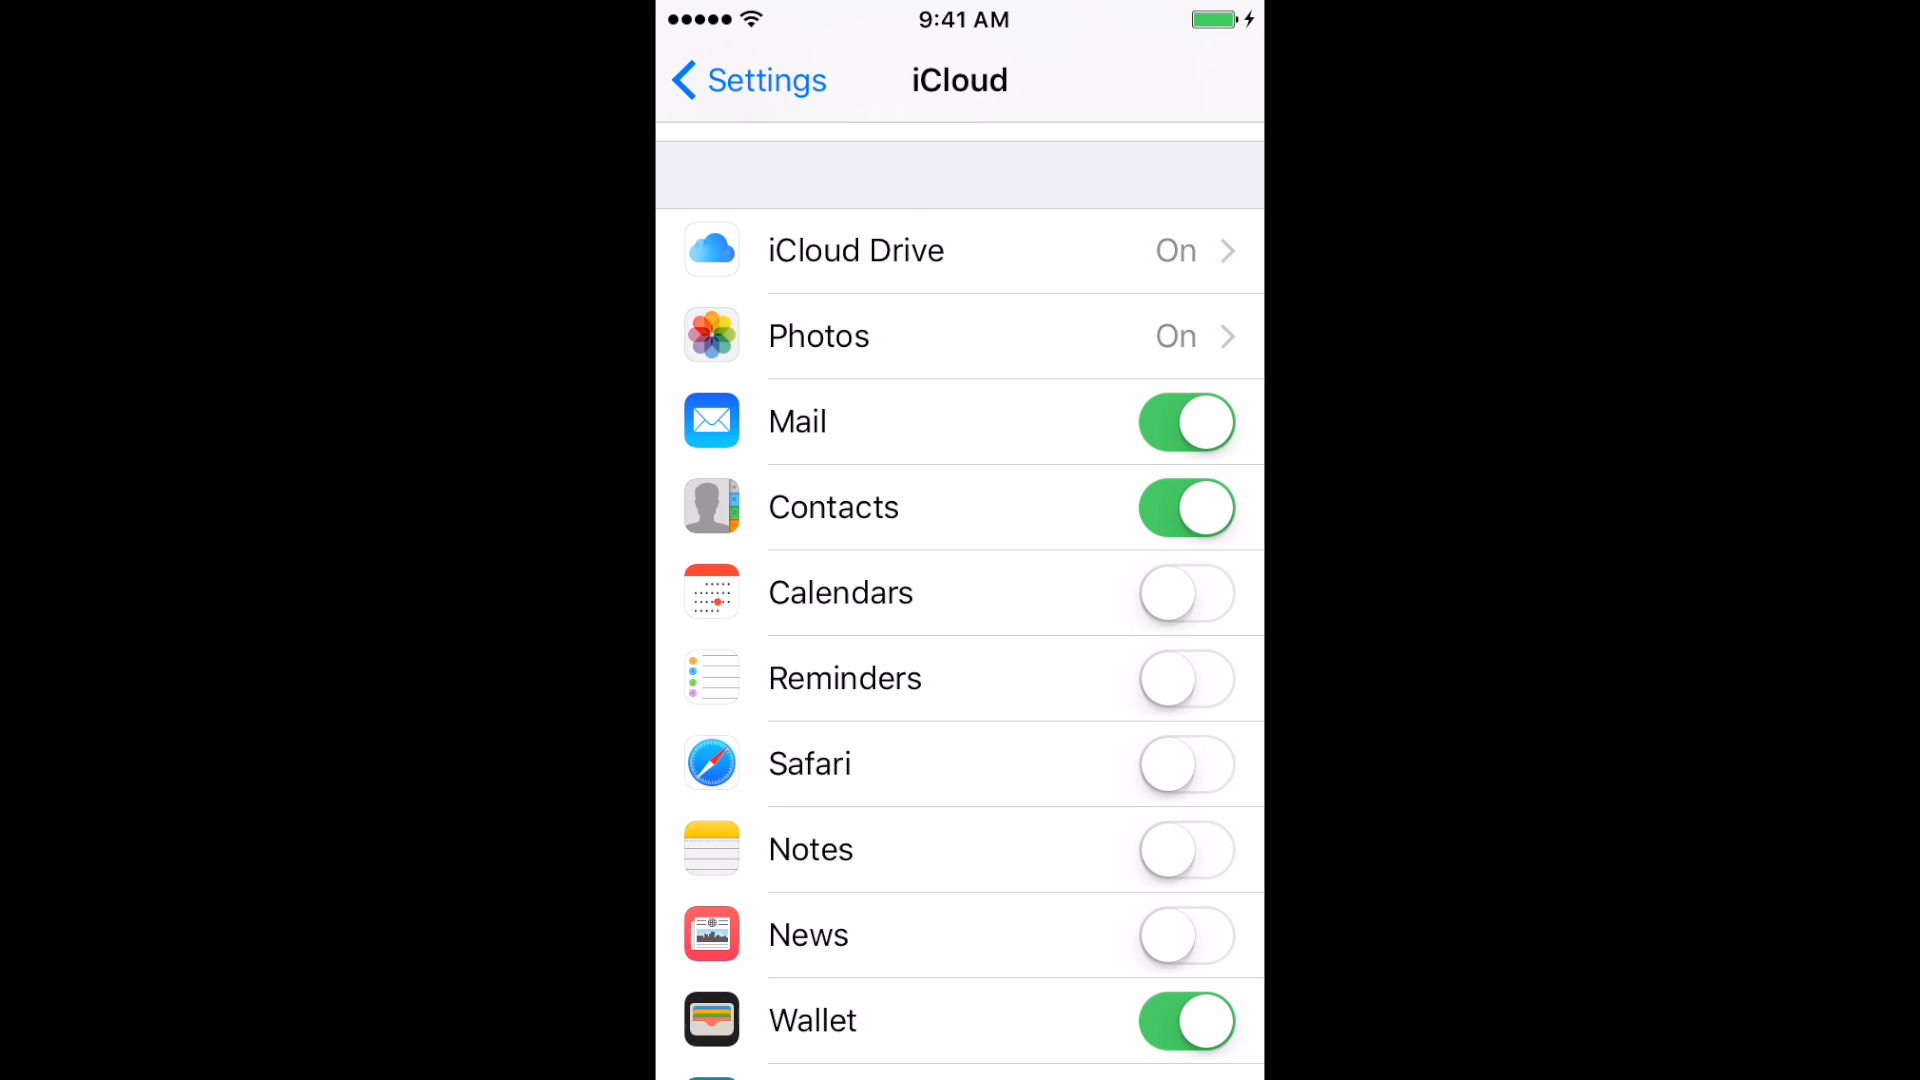 9:41 AM
Settings
iCloud
iCloud Drive On
Photos On
Mail
Contacts
Calendars
Reminders
Safari
Notes
News
Wallet